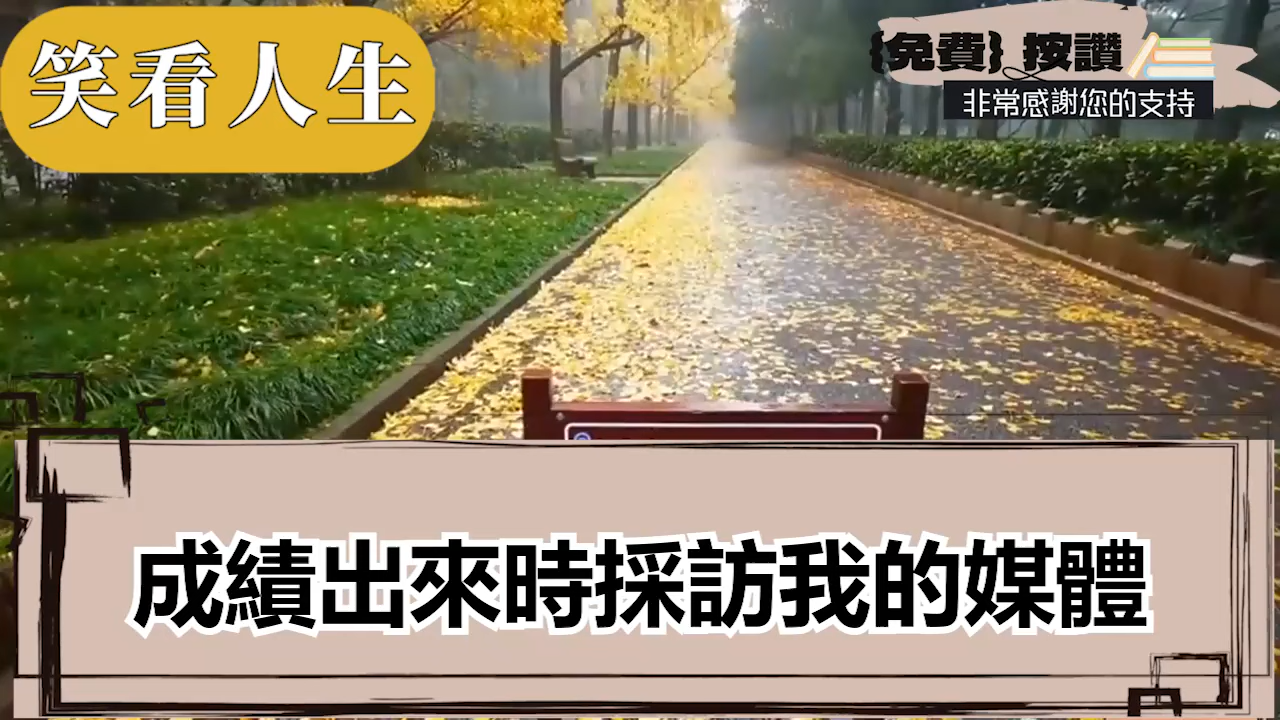 笑看人生
{免費} 按讚
非常感謝您的支持
成績出來時採訪我的媒體